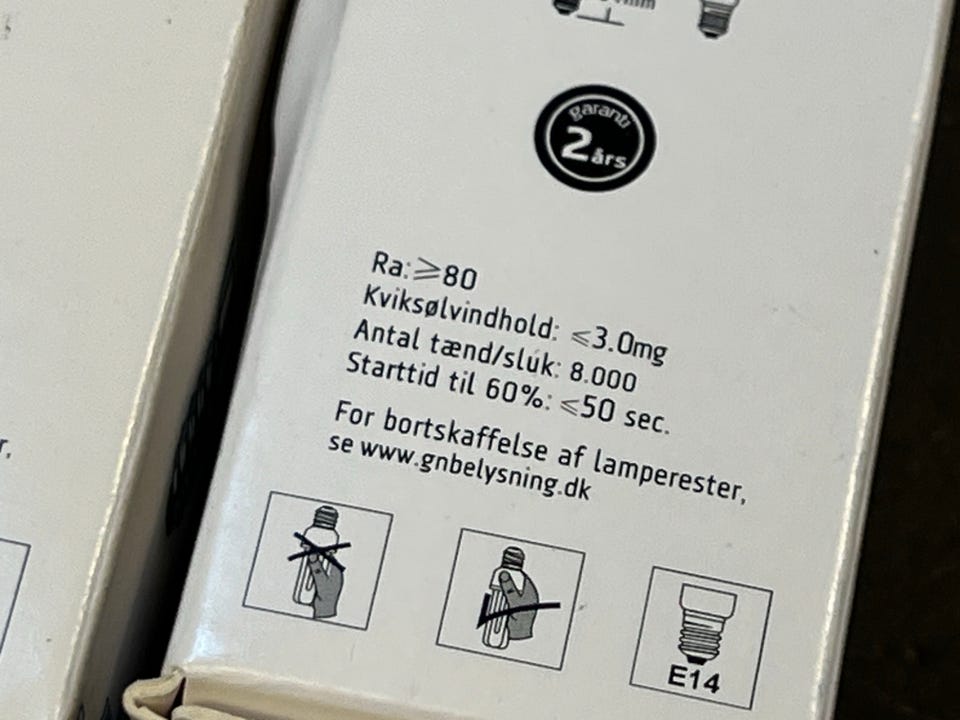 garanti
2 års
Ra:⩾80
Kviksølvindhold: ⩽3.0mg
Antal tænd/sluk: 8.000
Starttid til 60%: ⩽50 sec.
For bortskaffelse af lamperester,
se www.gnbelysning.dk
E14